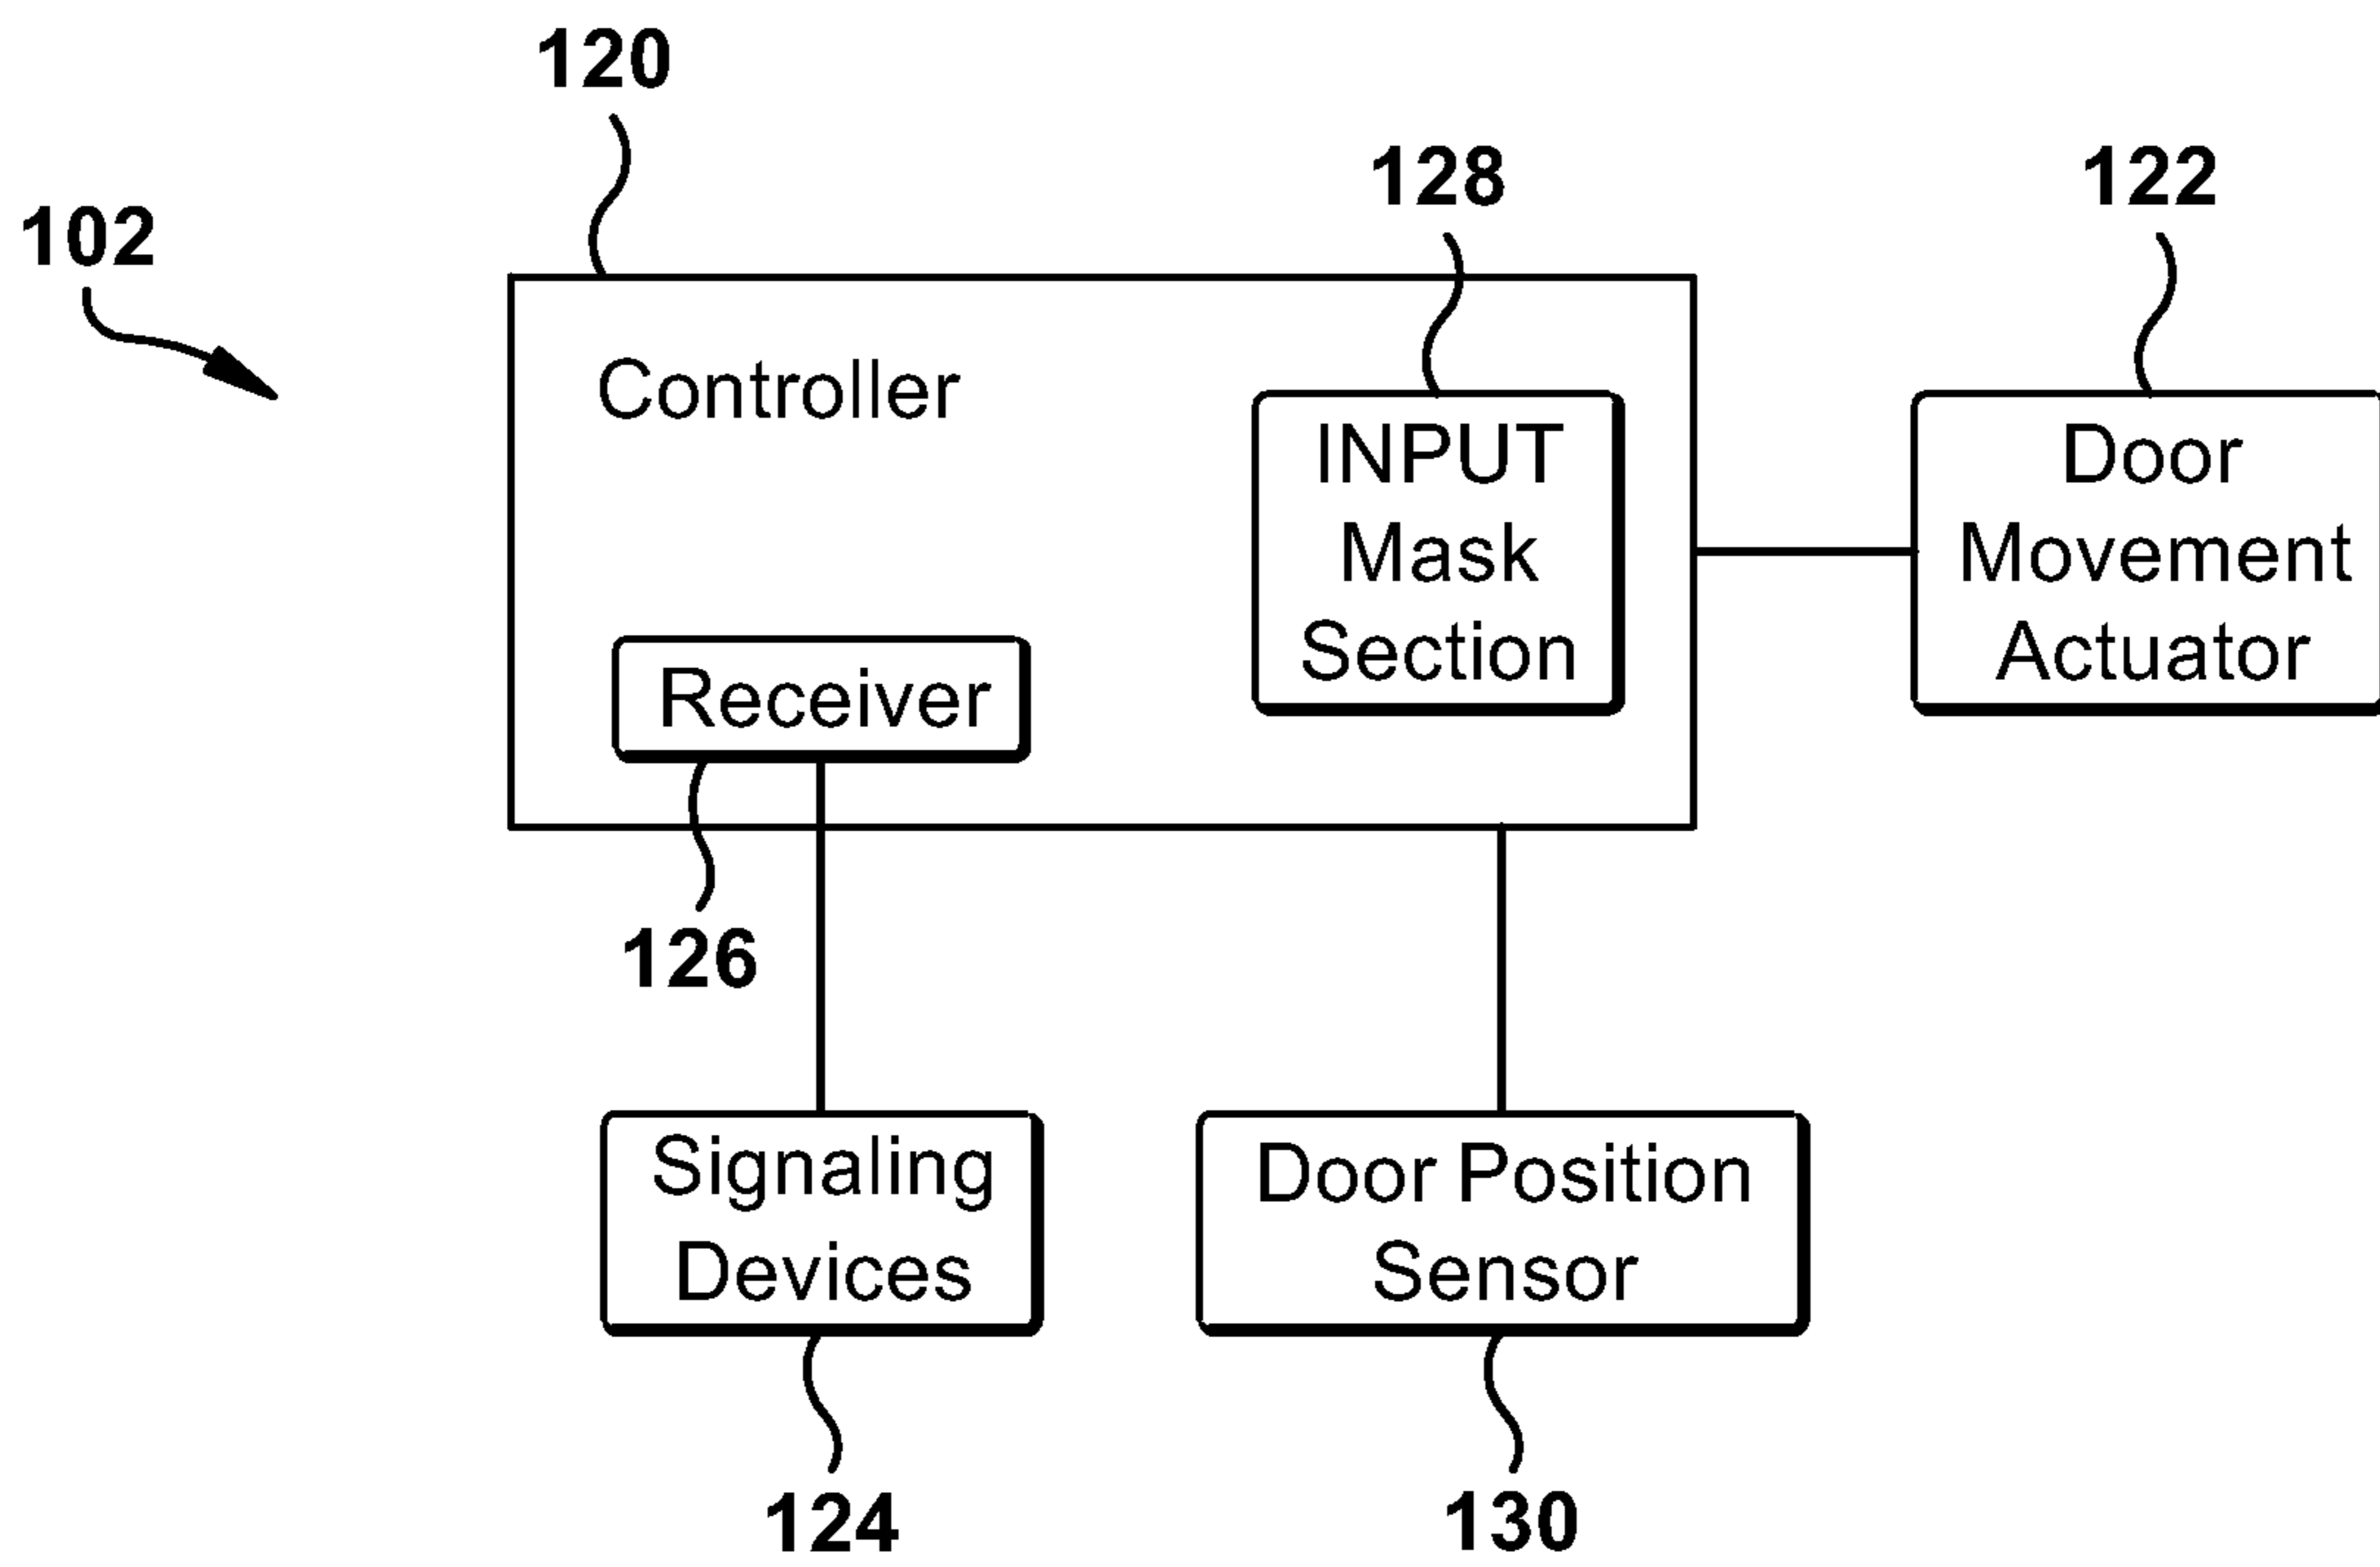 120
128
122
102
Controller
INPUT
Mask
Section
Door
Movement
Actuator
Receiver
126
Signaling
Devices
Door Position
Sensor
124
130